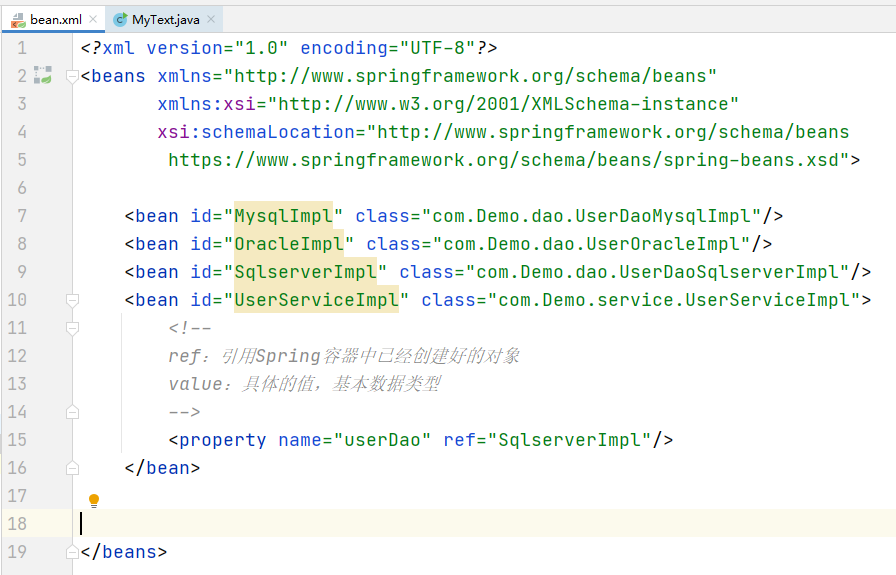 bean.xml MyText.java
1 <?xml version="1.0" encoding="UTF-8"?>
2 <beans xmlns="http://www.springframework.org/schema/beans"
3 xmlns:xsi="http://www.w3.org/2001/XMLSchema-instance"
4 xsi:schemaLocation="http://www.springframework.org/schema/beans
5 https://www.springframework.org/schema/beans/spring-beans.xsd">
6
7 <bean id="MysqlImpl" class="com.Demo.dao.UserDaoMysqlImpl"/>
8 <bean id="OracleImpl" class="com.Demo.dao.UserOracleImpl"/>
9 <bean id="SqlserverImpl" class="com.Demo.dao.UserDaoSqlserverImpl"/>
10 <bean id="UserServiceImpl" class="com.Demo.service.UserServiceImpl">
11 <!--
12 ref：引用Spring容器中已经创建好的对象
13 value：具体的值，基本数据类型
14 -->
15 <property name="userDao" ref="SqlserverImpl"/>
16 </bean>
17
18
19 </beans>